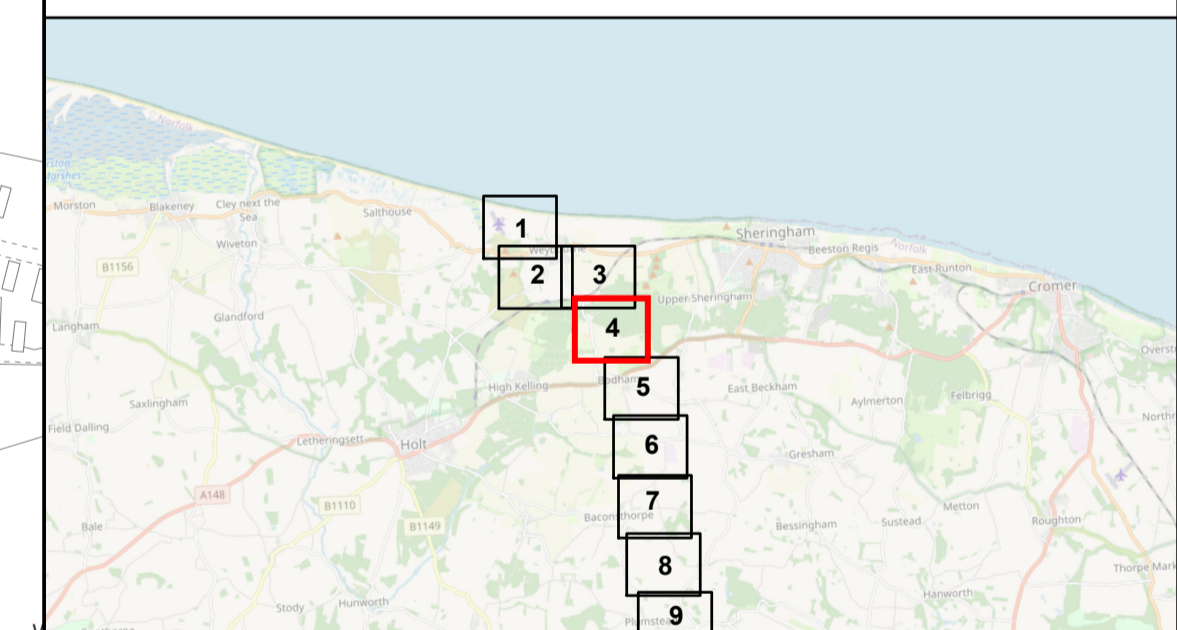 Norfolk
Morston
Blakeney
Cley next the
Sea
Salthouse
1
Wiveton
Sheringham
Beeston Regis
Norfolk
B1156
2
3
East Runton
Cromer
Upper Sheringham
Glandford
4
Langham
High Kelling
Bodham
5
East Beckham
Saxlingham
Aylmerton
Felbrigg
Field Dalling
Letheringsett
Holt
6
Gresham
A148
B1110
7
Metton
Baconsthorpe
Bale
B1149
Bessingham
Sustead
Roughton
8
Thorpe Mark
Stody
Hunworth
Hanworth
9